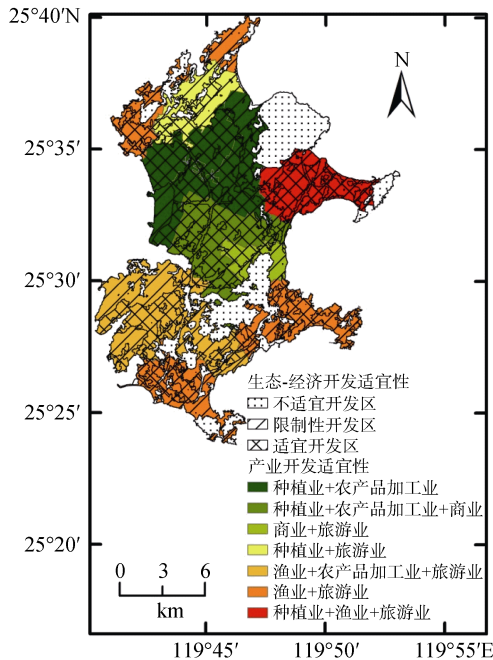 25°40′N
N
25°35′
25°30′
25°25′
25°20′
生态-经济开发适宜性
不适宜开发区
限制性开发区
适宜开发区
产业开发适宜性
种植业+农产品加工业
种植业+农产品加工业+商业
商业+旅游业
种植业+旅游业
渔业+农产品加工业+旅游业
渔业+旅游业
种植业+渔业+旅游业
0 3 6
km
119°45′ 119°50′ 119°55′E